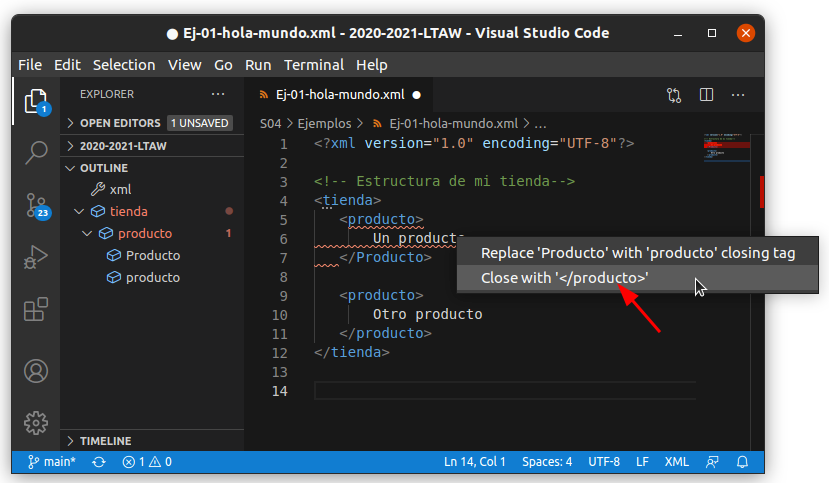 ● Ej-01-hola-mundo.xml - 2020-2021-LTAW - Visual Studio Code
File Edit Selection View Go Run Terminal Help
EXPLORER ···
OPEN EDITORS 1 UNSAVED
2020-2021-LTAW
OUTLINE
xml
tienda
producto 1
Producto
producto
TIMELINE
1
23
Ej-01-hola-mundo.xml ●
S04 > Ejemplos > Ej-01-hola-mundo.xml > ...
1 <?xml version="1.0" encoding="UTF-8"?>
2
3 <!-- Estructura de mi tienda-->
4 <tienda>
5 <producto>
6 Un producto
7 </Producto>
8
9 <producto>
10 Otro producto
11 </producto>
12 </tienda>
13
14
Replace 'Producto' with 'producto' closing tag
Close with '</producto>'
main* 1 0 Ln 14, Col 1 Spaces: 4 UTF-8 LF XML